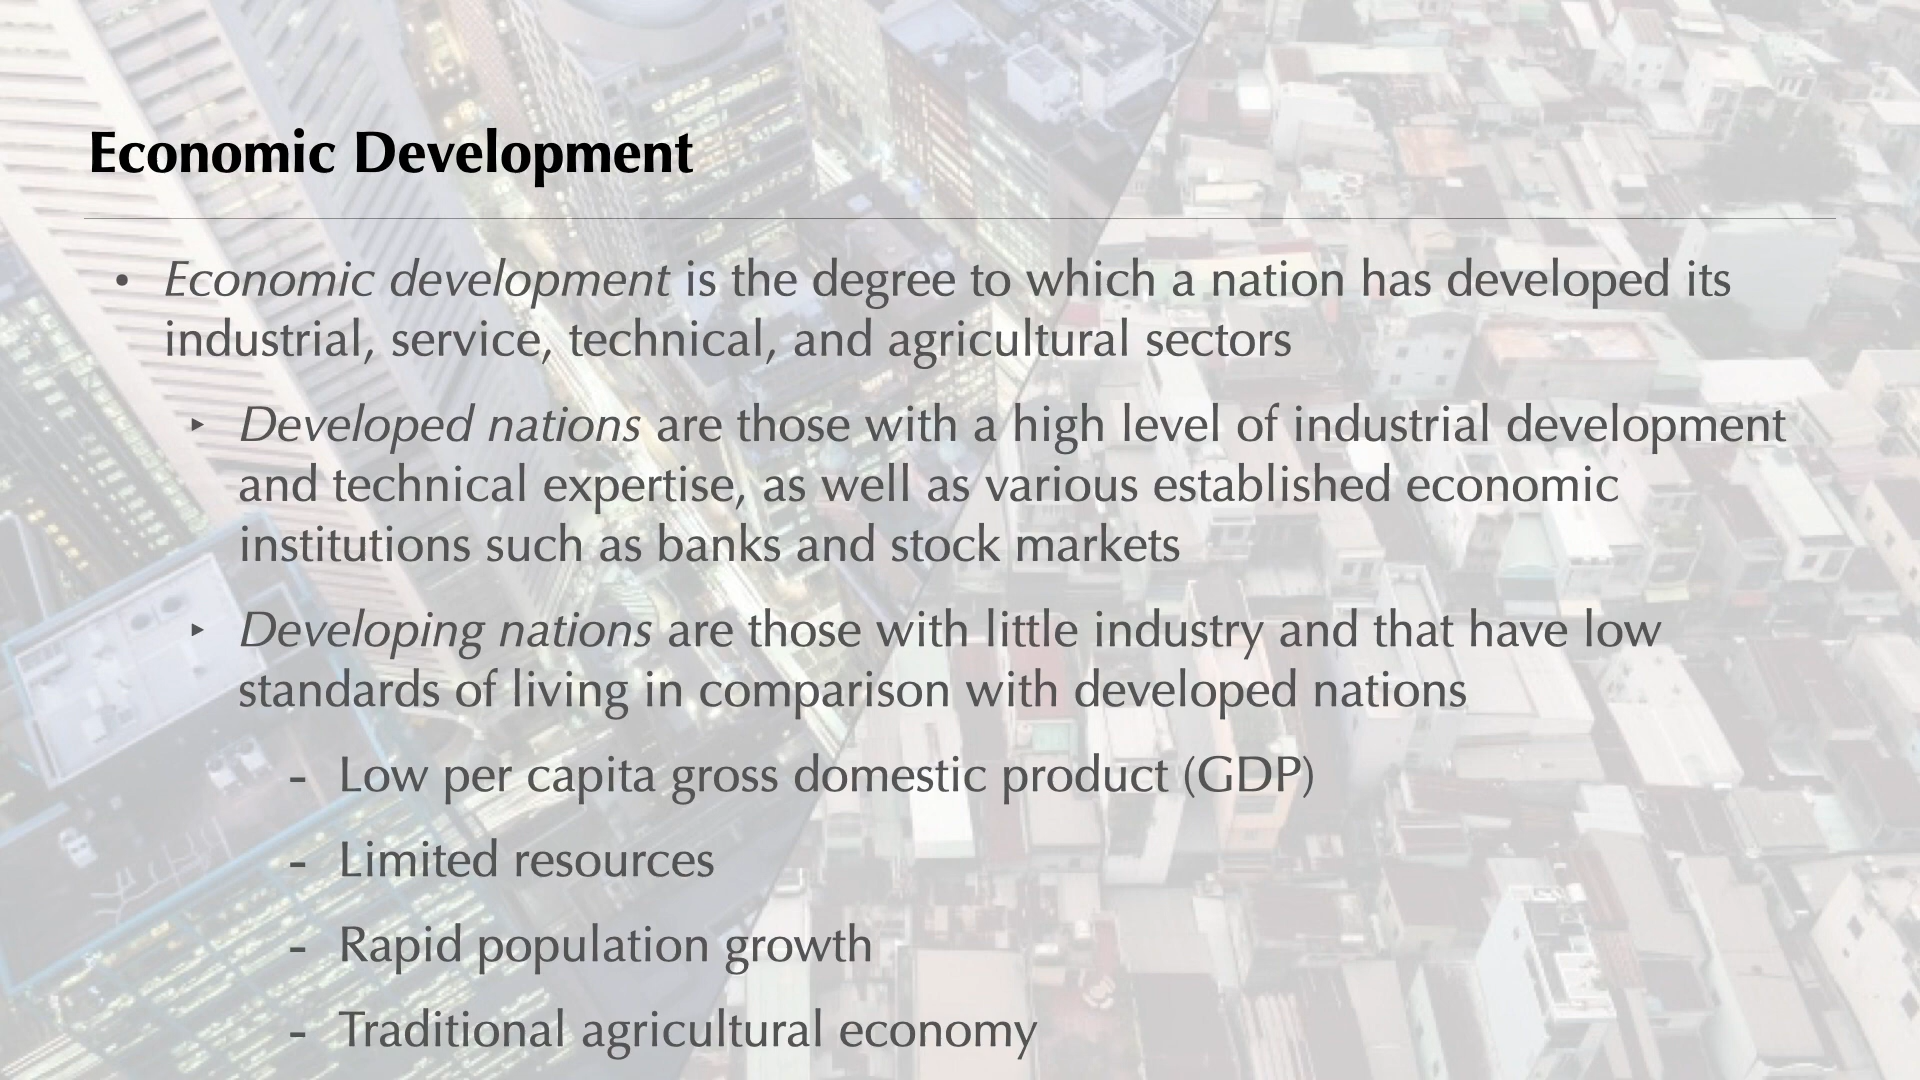 Economic Development
• Economic development is the degree to which a nation has developed its
industrial, service, technical, and agricultural sectors
‣ Developed nations are those with a high level of industrial development
and technical expertise, as well as various established economic
institutions such as banks and stock markets
‣ Developing nations are those with little industry and that have low
standards of living in comparison with developed nations
- Low per capita gross domestic product (GDP)
- Limited resources
- Rapid population growth
- Traditional agricultural economy